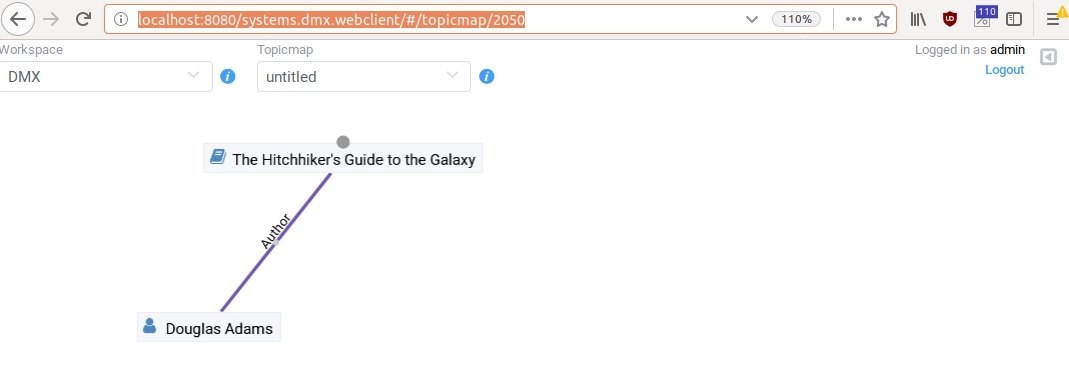 localhost:8080/systems.dmx.webclient/#/topicmap/2050
110%
110
Workspace
Topicmap
Logged in as admin
DMX
untitled
Logout
The Hitchhiker's Guide to the Galaxy
Author
Douglas Adams